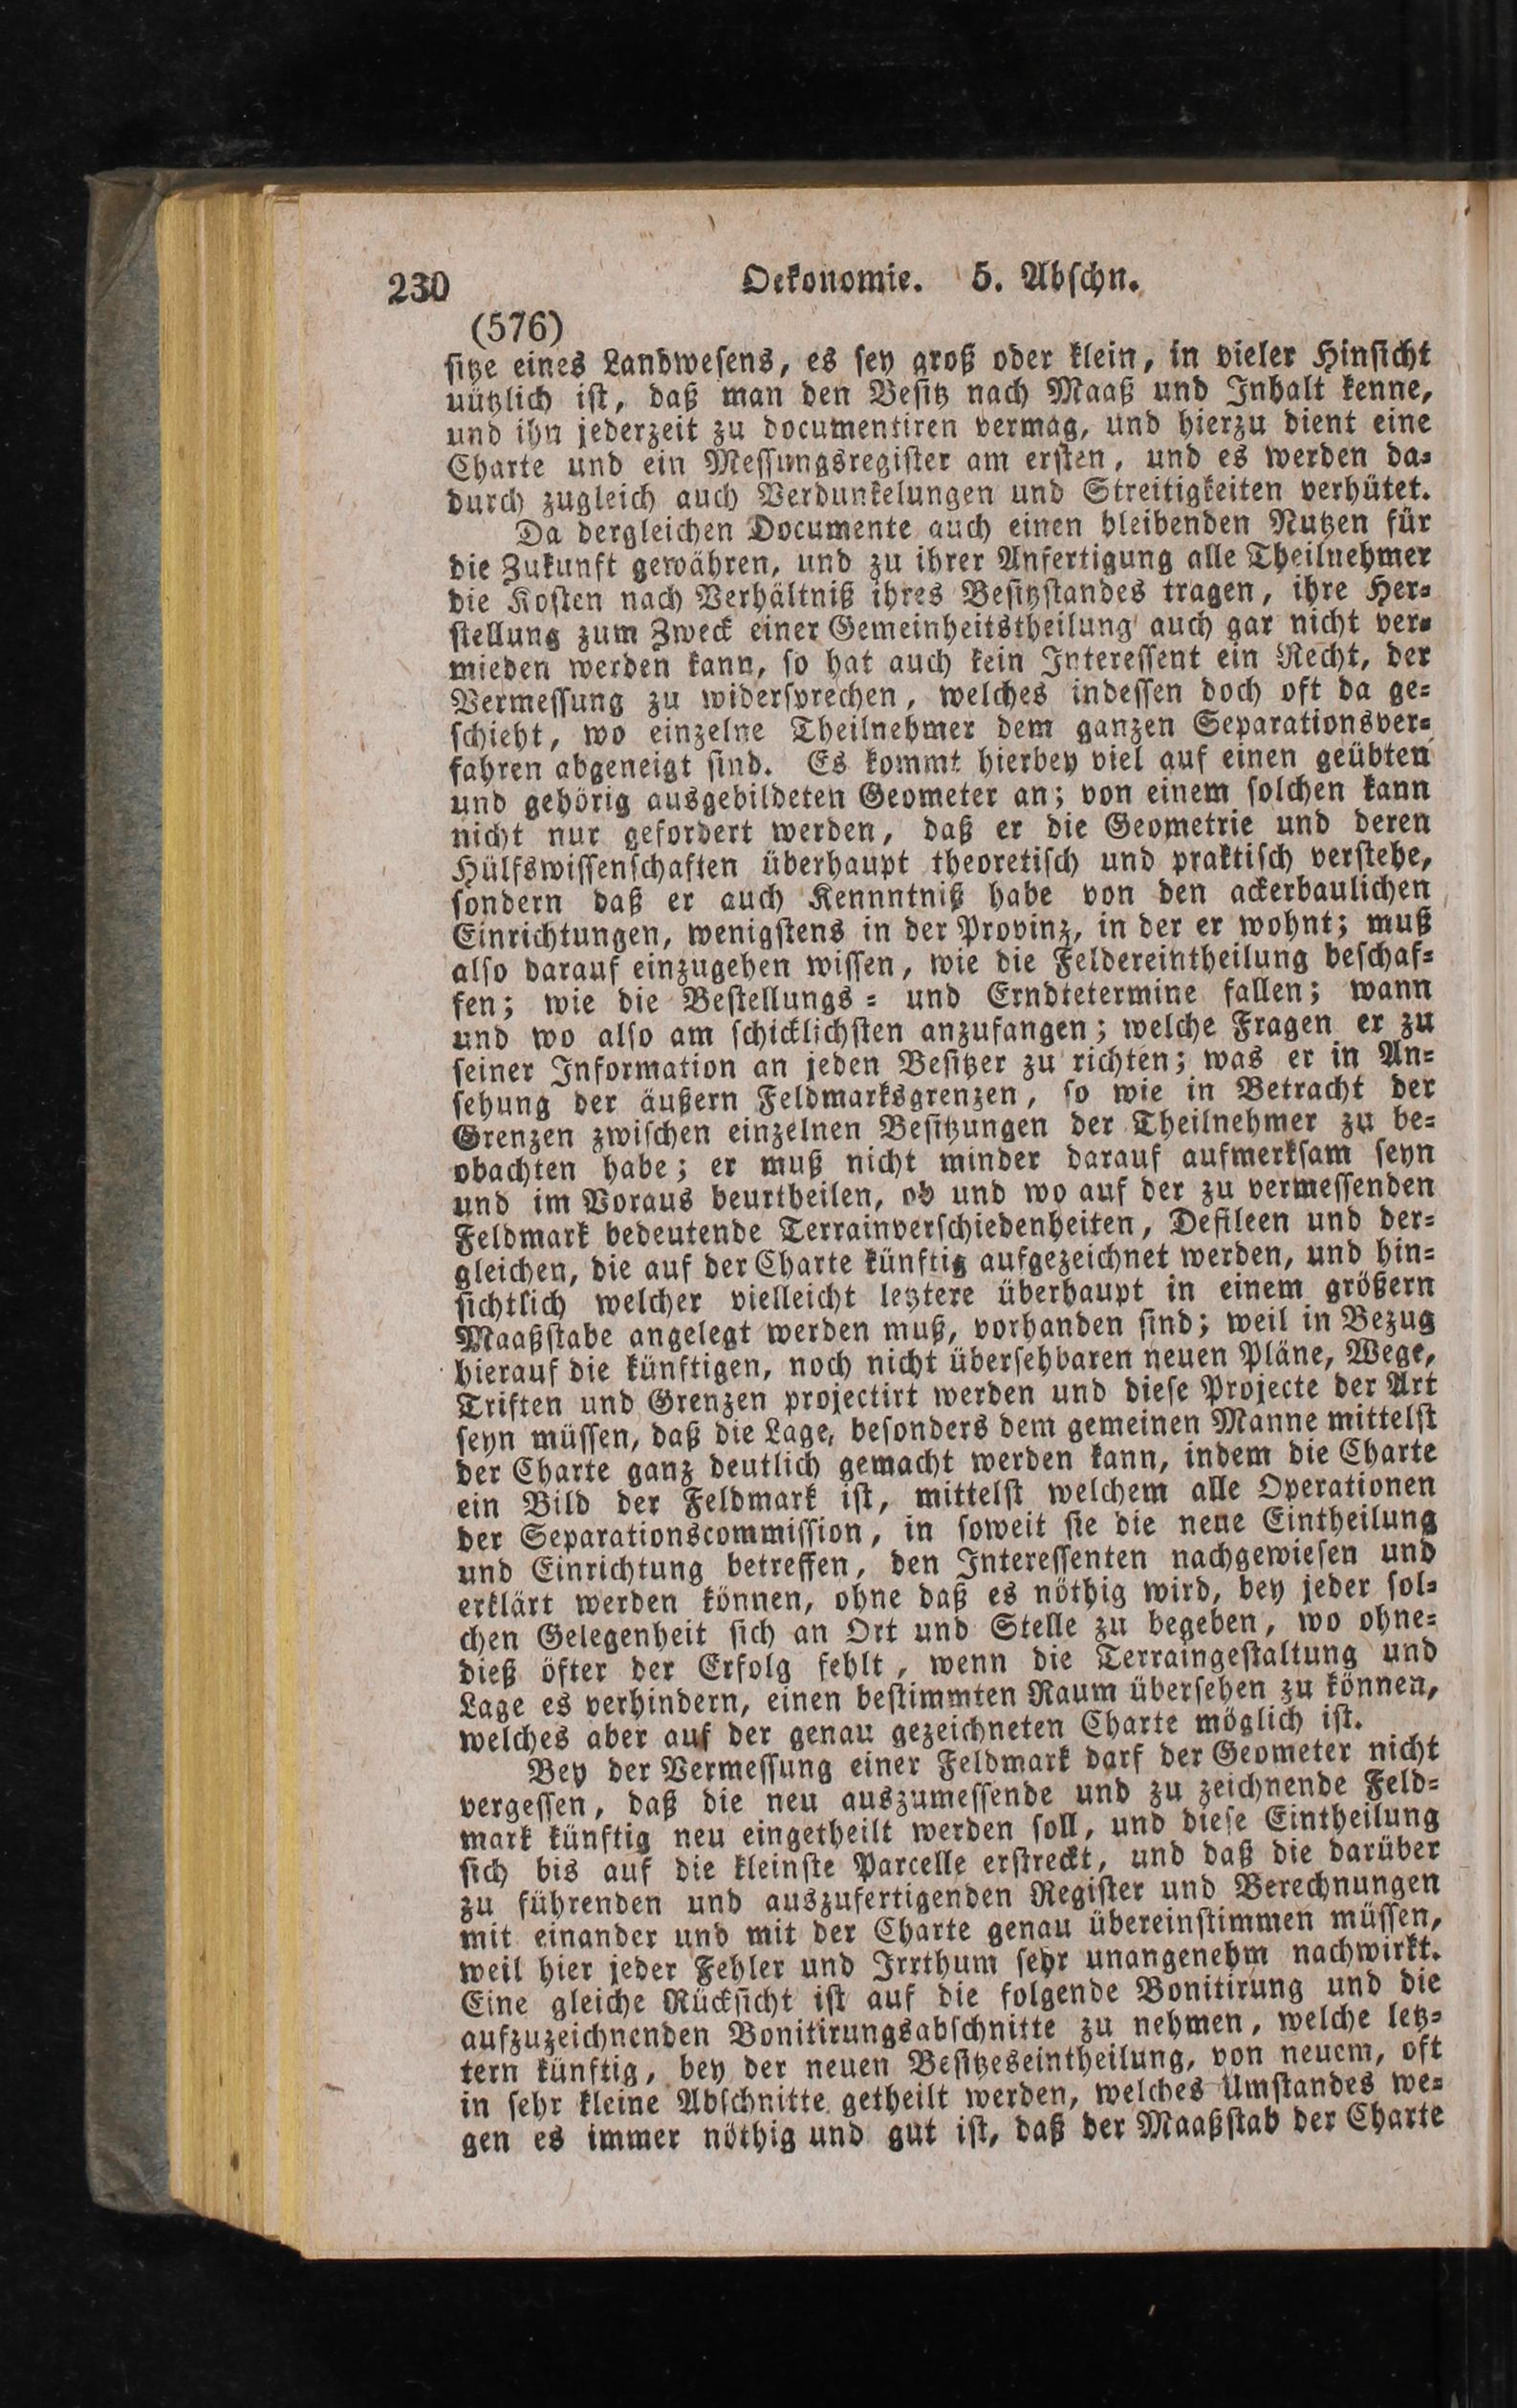 230 Oekonomie. 5. Abschn.
(576)
sitze eines Landwesens, es sey groß oder klein, in vieler Hinsicht
nützlich ist, daß man den Besitz nach Maaß und Inhalt kenne,
und ihn jederzeit zu documentiren vermag, und hierzu dient eine
Charte und ein Messungsregister am ersten, und es werden da-
durch zugleich auch Verdunkelungen und Streitigkeiten verhütet.
Da dergleichen Documente auch einen bleibenden Nutzen für
die Zukunft gewähren, und zu ihrer Anfertigung alle Theilnehmer
die Kosten nach Verhältniß ihres Besitzstandes tragen, ihre Her-
stellung zum Zweck einer Gemeinheitstheilung auch gar nicht ver-
mieden werden kann, so hat auch kein Interessent ein Recht, der
Vermessung zu widersprechen, welches indessen doch oft da ge-
schieht, wo einzelne Theilnehmer dem ganzen Separationsver-
fahren abgeneigt sind. Es kommt hierbey viel auf einen geübten
und gehörig ausgebildeten Geometer an; von einem solchen kann
nicht nur gefordert werden, daß er die Geometrie und deren
Hülfswissenschaften überhaupt theoretisch und praktisch verstehe,
sondern daß er auch Kennntniß habe von den ackerbaulichen
Einrichtungen, wenigstens in der Provinz, in der er wohnt; muß
also darauf einzugehen wissen, wie die Feldereintheilung beschaf-
fen; wie die Bestellungs- und Erndtetermine fallen; wann
und wo also am schicklichsten anzufangen; welche Fragen er zu
seiner Information an jeden Besitzer zu richten; was er in An-
sehung der äußern Feldmarksgrenzen, so wie in Betracht der
Grenzen zwischen einzelnen Besitzungen der Theilnehmer zu be-
obachten habe; er muß nicht minder darauf aufmerksam seyn
und im Voraus beurtheilen, ob und wo auf der zu vermessenden
Feldmark bedeutende Terrainverschiedenheiten, Defileen und der-
gleichen, die auf der Charte künftig aufgezeichnet werden, und hin-
sichtlich welcher vielleicht letztere überhaupt in einem größern
Maaßstabe angelegt werden muß, vorhanden sind; weil in Bezug
hierauf die künftigen, noch nicht übersehbaren neuen Pläne, Wege,
Triften und Grenzen projectirt werden und diese Projecte der Art
seyn müssen, daß die Lage, besonders dem gemeinen Manne mittelst
der Charte ganz deutlich gemacht werden kann, indem die Charte
ein Bild der Feldmark ist, mittelst welchem alle Operationen
der Separationscommission, in soweit sie die neue Eintheilung
und Einrichtung betreffen, den Interessenten nachgewiesen und
erklärt werden können, ohne daß es nöthig wird, bey jeder sol-
chen Gelegenheit sich an Ort und Stelle zu begeben, wo ohne-
dieß öfter der Erfolg fehlt, wenn die Terraingestaltung und
Lage es verhindern, einen bestimmten Raum übersehen zu können,
welches aber auf der genau gezeichneten Charte möglich ist.
Bey der Vermessung einer Feldmark darf der Geometer nicht
vergessen, daß die neu auszumessende und zu zeichnende Feld-
mark künftig neu eingetheilt werden soll, und diese Eintheilung
sich bis auf die kleinste Parcelle erstreckt, und daß die darüber
zu führenden und auszufertigenden Register und Berechnungen
mit einander und mit der Charte genau übereinstimmen müssen,
weil hier jeder Fehler und Irrthum sehr unangenehm nachwirkt.
Eine gleiche Rücksicht ist auf die folgende Bonitirung und die
aufzuzeichnenden Bonitirungsabschnitte zu nehmen, welche letz-
tern künftig, bey der neuen Besitzeseintheilung, von neuem, oft
in sehr kleine Abschnitte getheilt werden, welches Umstandes we-
gen es immer nöthig und gut ist, daß der Maaßstab der Charte